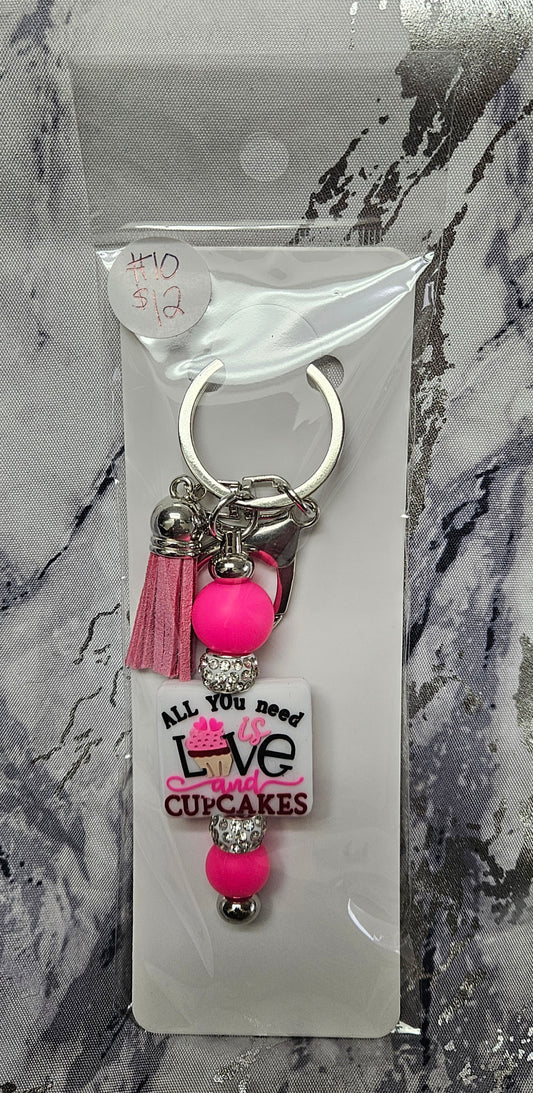 #10
$12
ALL YOU need
is
LOVE
and
CUPCAKES